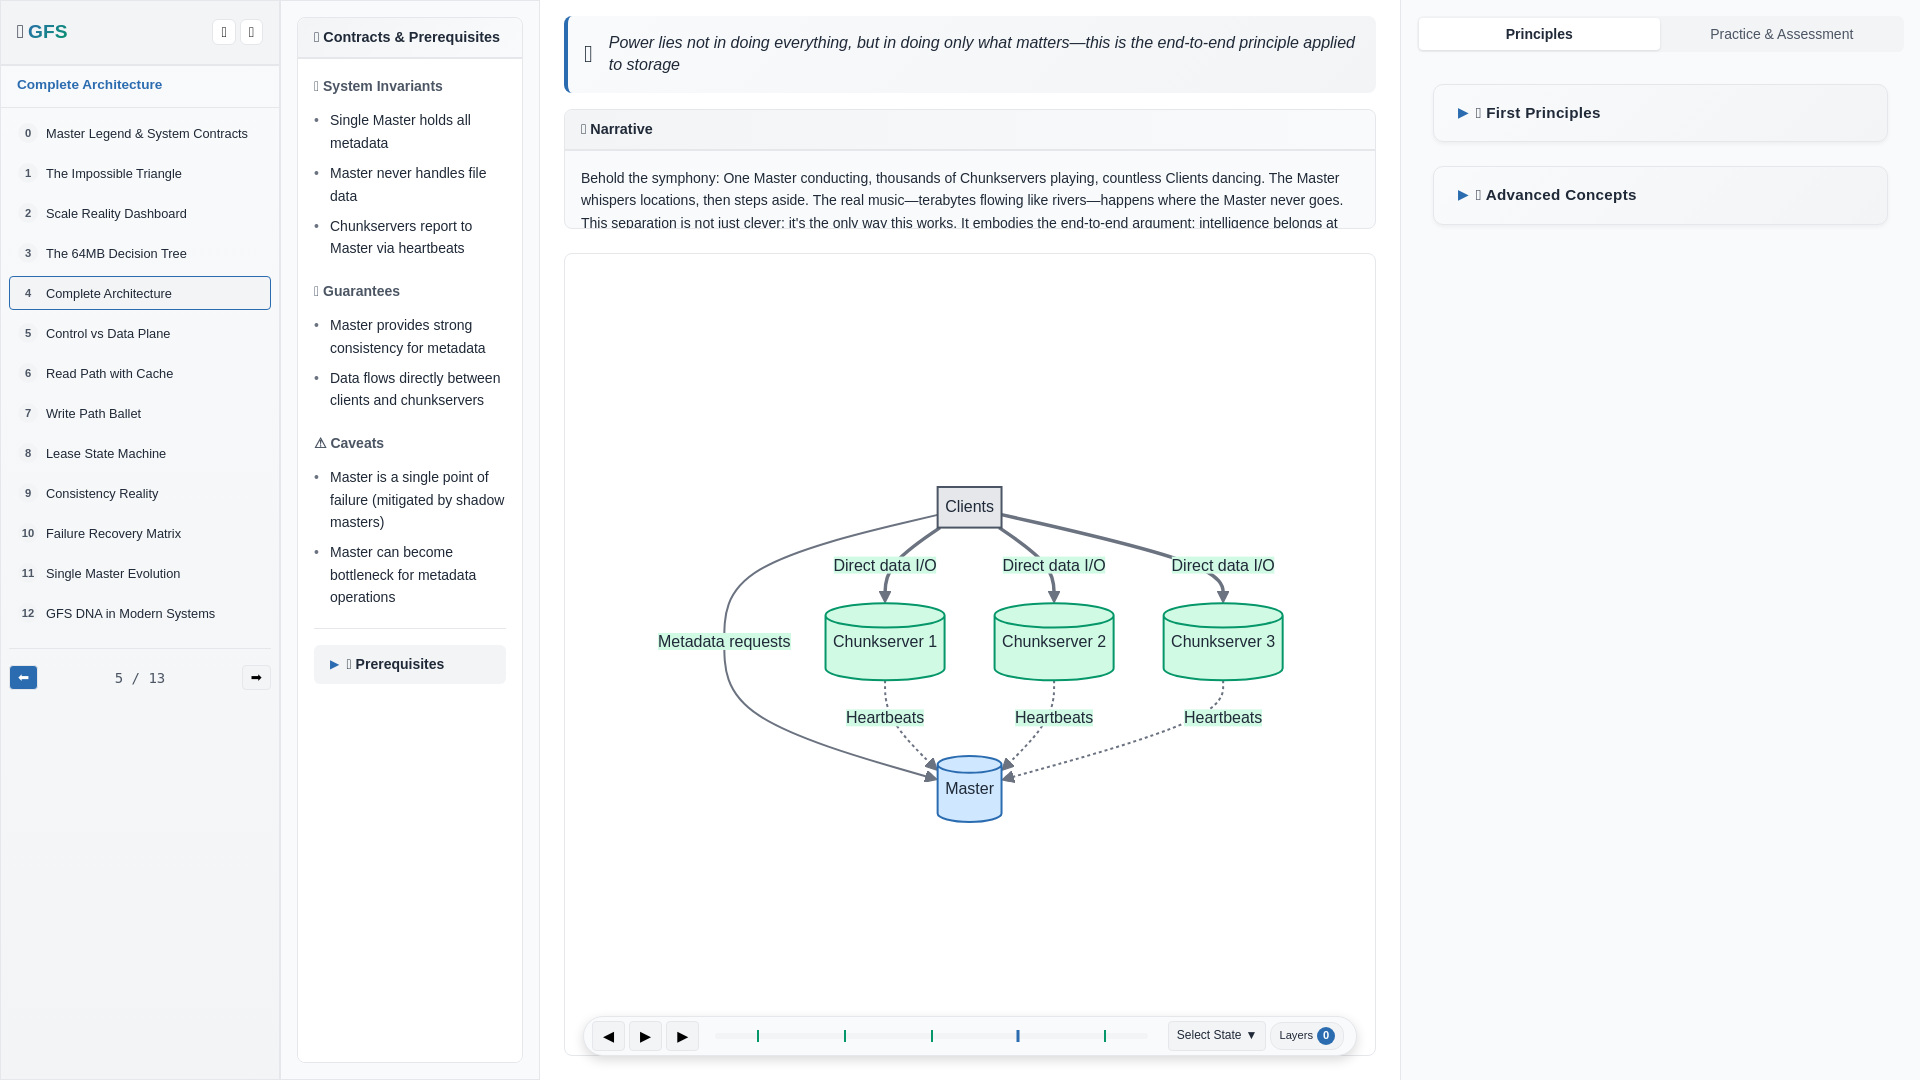 GFS
Complete Architecture
0 Master Legend & System Contracts
1 The Impossible Triangle
2 Scale Reality Dashboard
3 The 64MB Decision Tree
4 Complete Architecture
5 Control vs Data Plane
6 Read Path with Cache
7 Write Path Ballet
8 Lease State Machine
9 Consistency Reality
10 Failure Recovery Matrix
11 Single Master Evolution
12 GFS DNA in Modern Systems
5 / 13
Contracts & Prerequisites
System Invariants
• Single Master holds all
metadata
• Master never handles file
data
• Chunkservers report to
Master via heartbeats
Guarantees
• Master provides strong
consistency for metadata
• Data flows directly between
clients and chunkservers
⚠ Caveats
• Master is a single point of
failure (mitigated by shadow
masters)
• Master can become
bottleneck for metadata
operations
▶ Prerequisites
Power lies not in doing everything, but in doing only what matters—this is the end-to-end principle applied
to storage
Narrative
Behold the symphony: One Master conducting, thousands of Chunkservers playing, countless Clients dancing. The Master
whispers locations, then steps aside. The real music—terabytes flowing like rivers—happens where the Master never goes.
This separation is not just clever; it's the only way this works. It embodies the end-to-end argument: intelligence belongs at
Clients
Direct data I/O
Direct data I/O
Direct data I/O
Metadata requests
Chunkserver 1
Chunkserver 2
Chunkserver 3
Heartbeats
Heartbeats
Heartbeats
Master
Select State ▼
Layers 0
Principles
Practice & Assessment
▶ First Principles
▶ Advanced Concepts